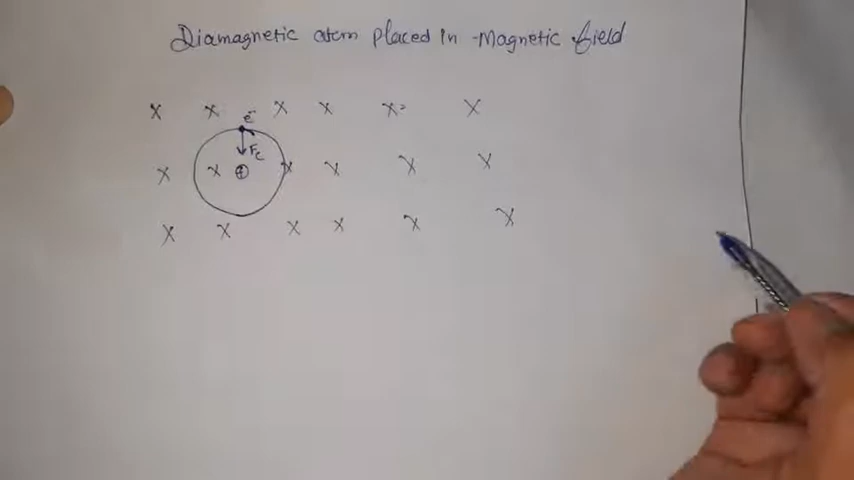 Diamagnetic atom placed in Magnetic field
x x x x x x
e⁻
Fc
x x + x x x x
x x x x x x